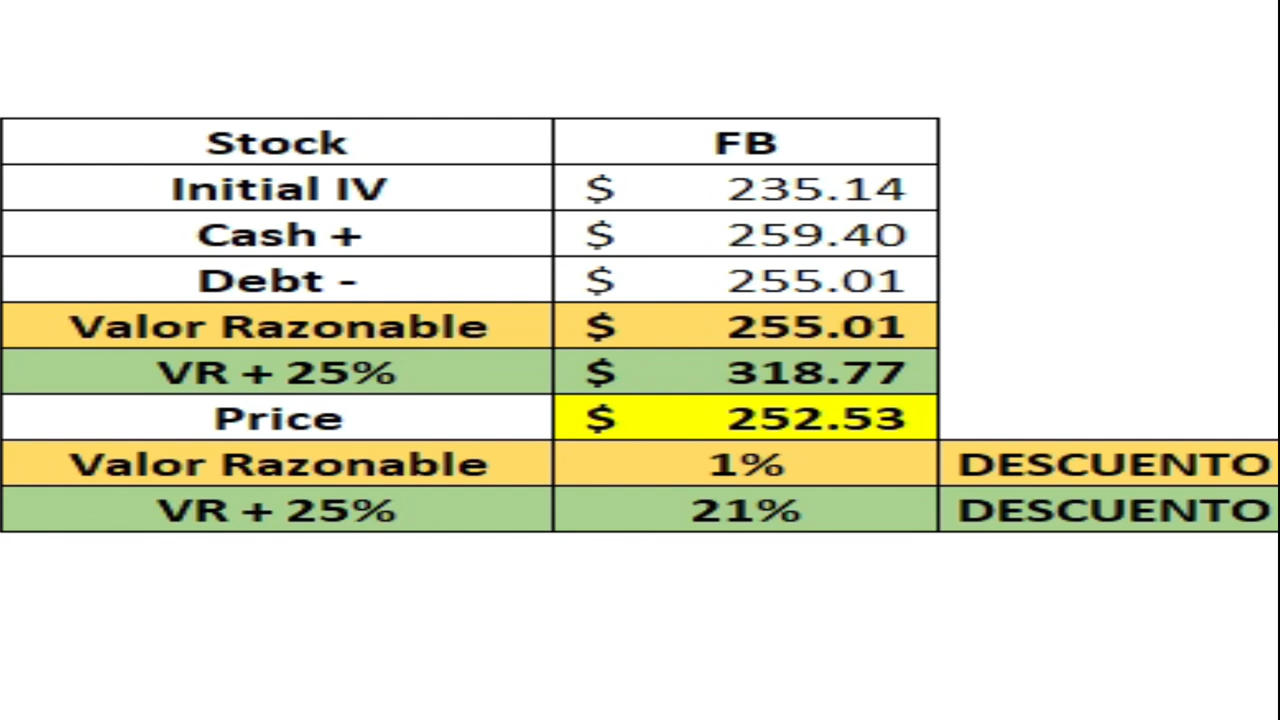 Stock FB
Initial IV $ 235.14
Cash + $ 259.40
Debt - $ 255.01
Valor Razonable $ 255.01
VR + 25% $ 318.77
Price $ 252.53
Valor Razonable 1% DESCUENTO
VR + 25% 21% DESCUENTO